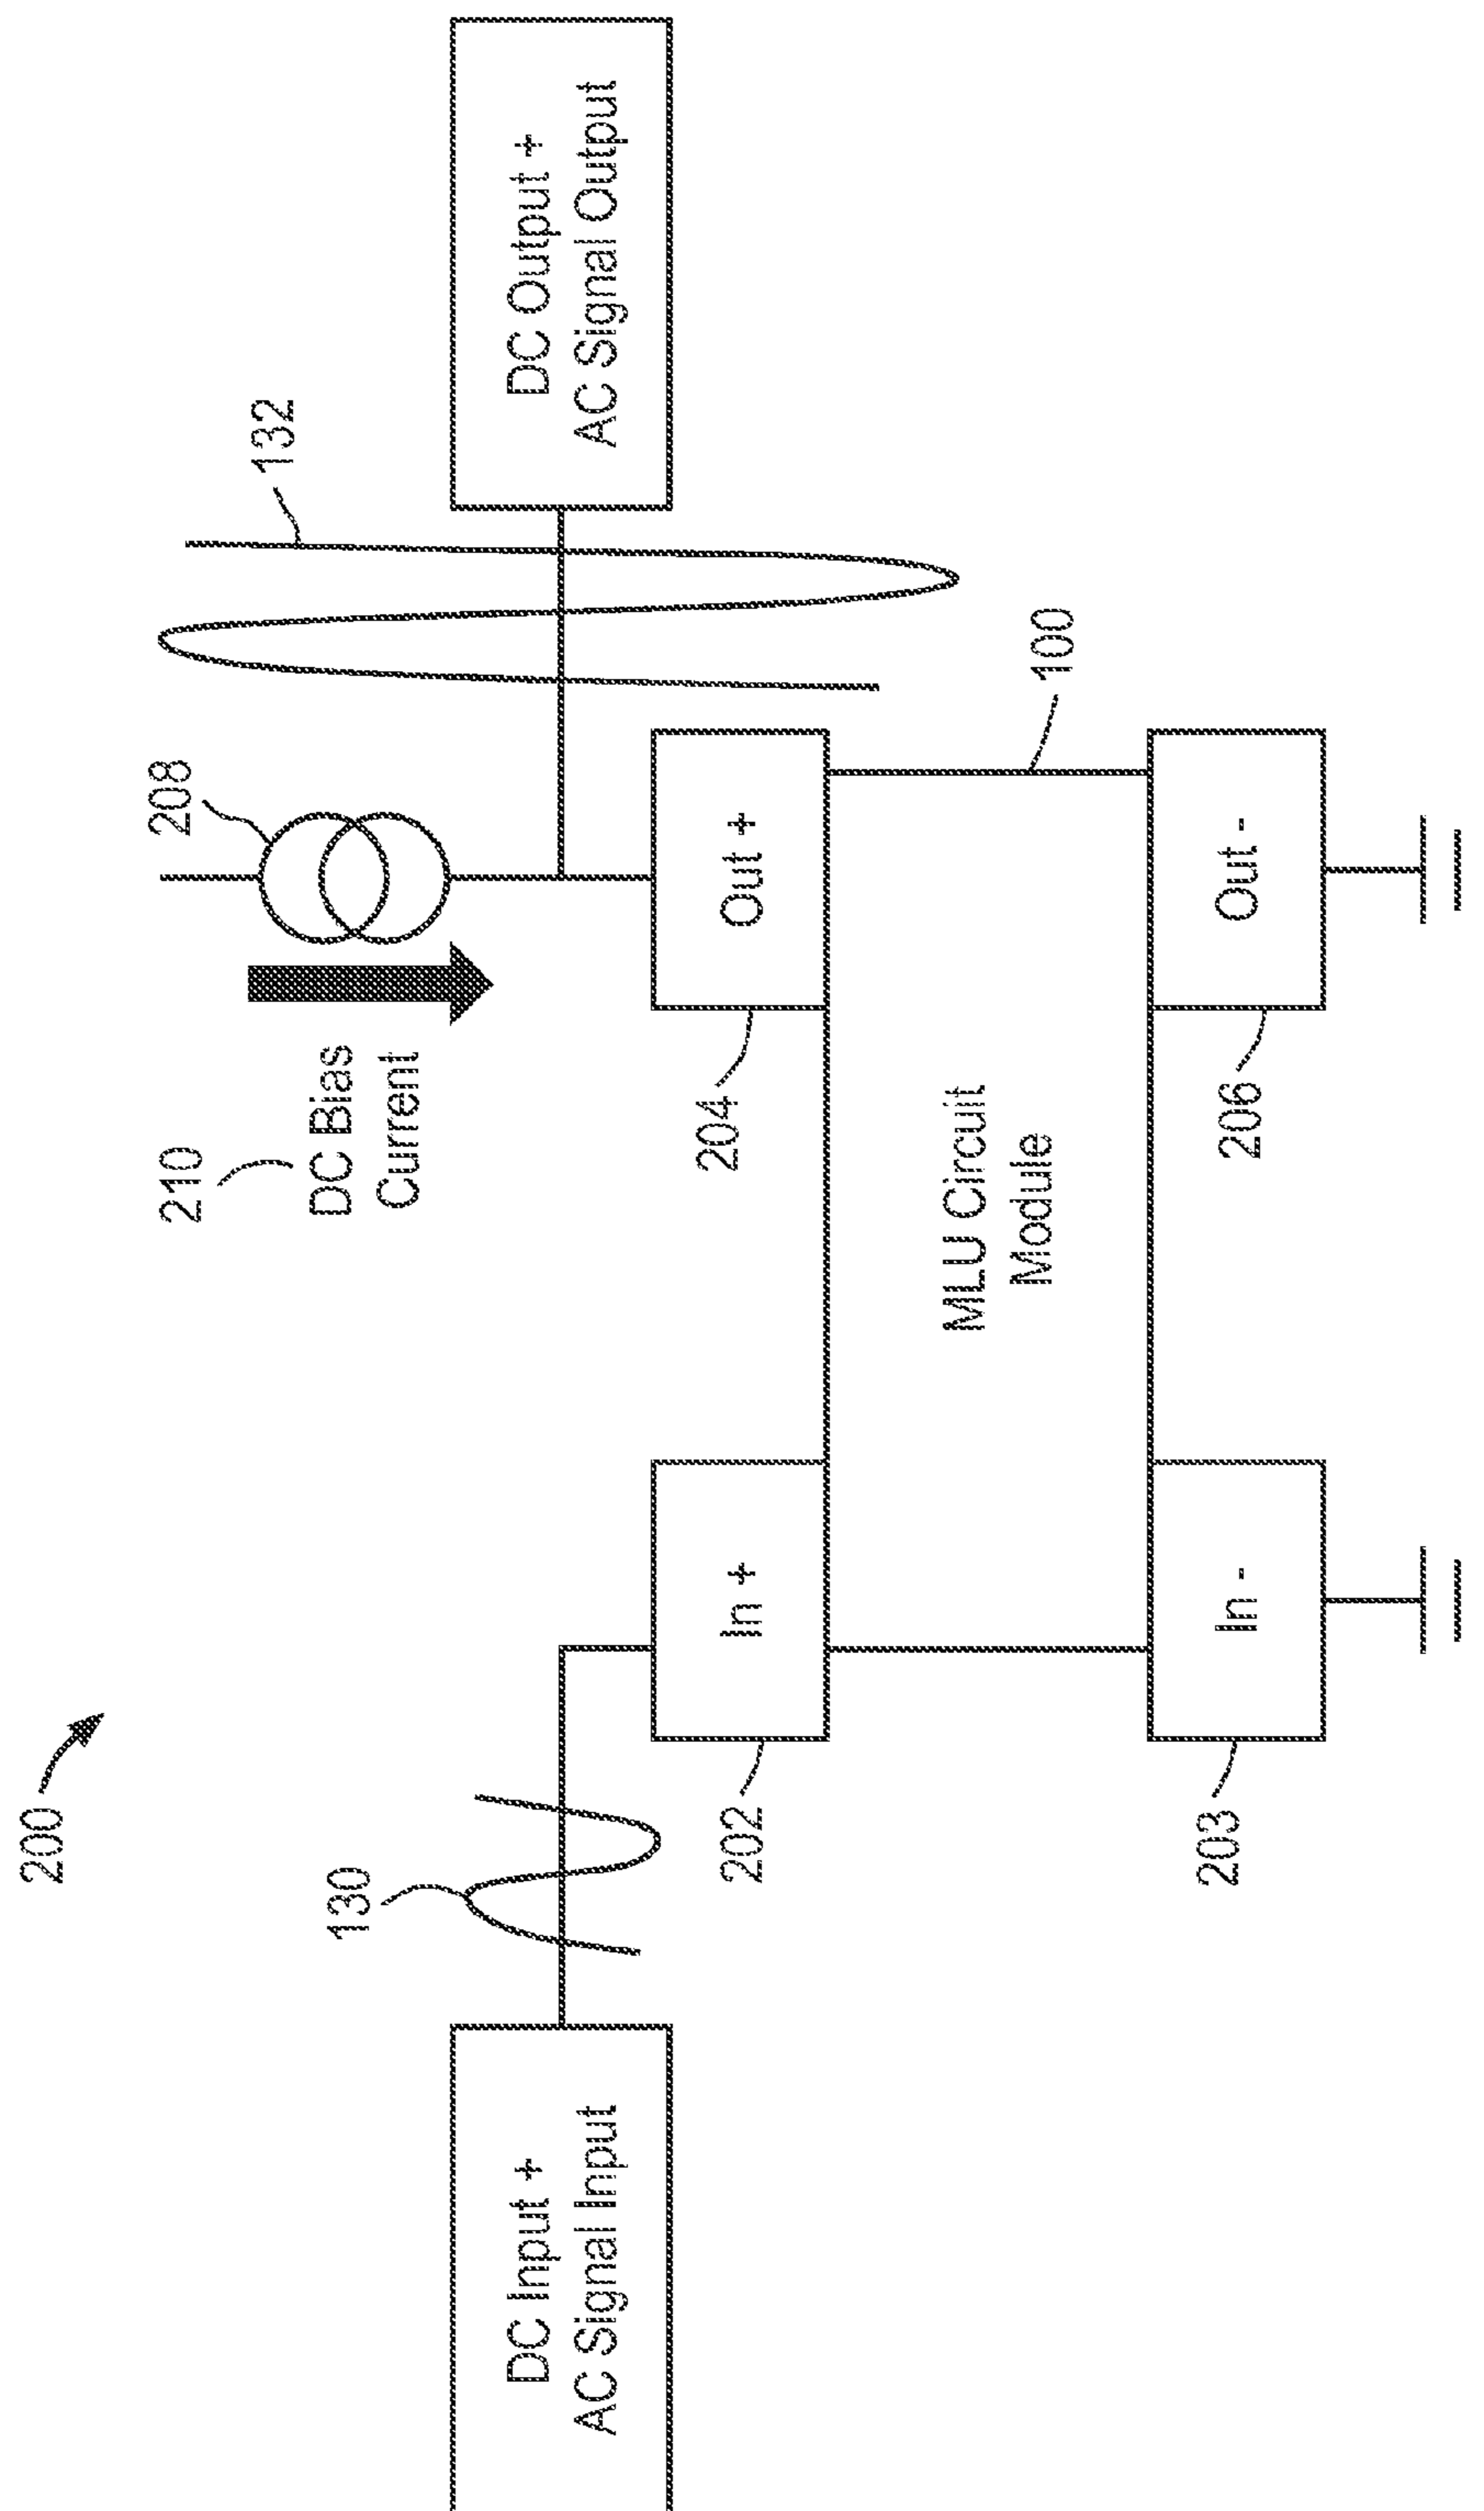 200
210
208
132
DC Bias
Current
130
DC Input +
AC Signal Input
DC Output +
AC Signal Output
202
In +
204
Out +
100
MLU Circuit
Module
203
In -
206
Out -